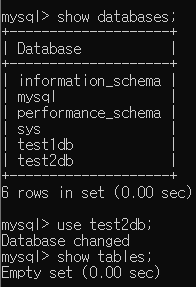 mysql> show databases;
+--------------------+
| Database           |
+--------------------+
| information_schema |
| mysql              |
| performance_schema |
| sys                |
| test1db            |
| test2db            |
+--------------------+
6 rows in set (0.00 sec)
mysql> use test2db;
Database changed
mysql> show tables;
Empty set (0.00 sec)